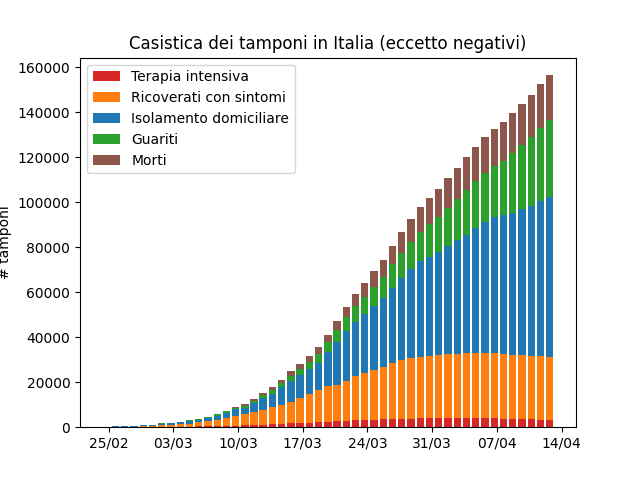 Casistica dei tamponi in Italia (eccetto negativi)
Terapia intensiva
Ricoverati con sintomi
Isolamento domiciliare
Guariti
Morti
# tamponi
160000
140000
120000
100000
80000
60000
40000
20000
0
25/02 03/03 10/03 17/03 24/03 31/03 07/04 14/04